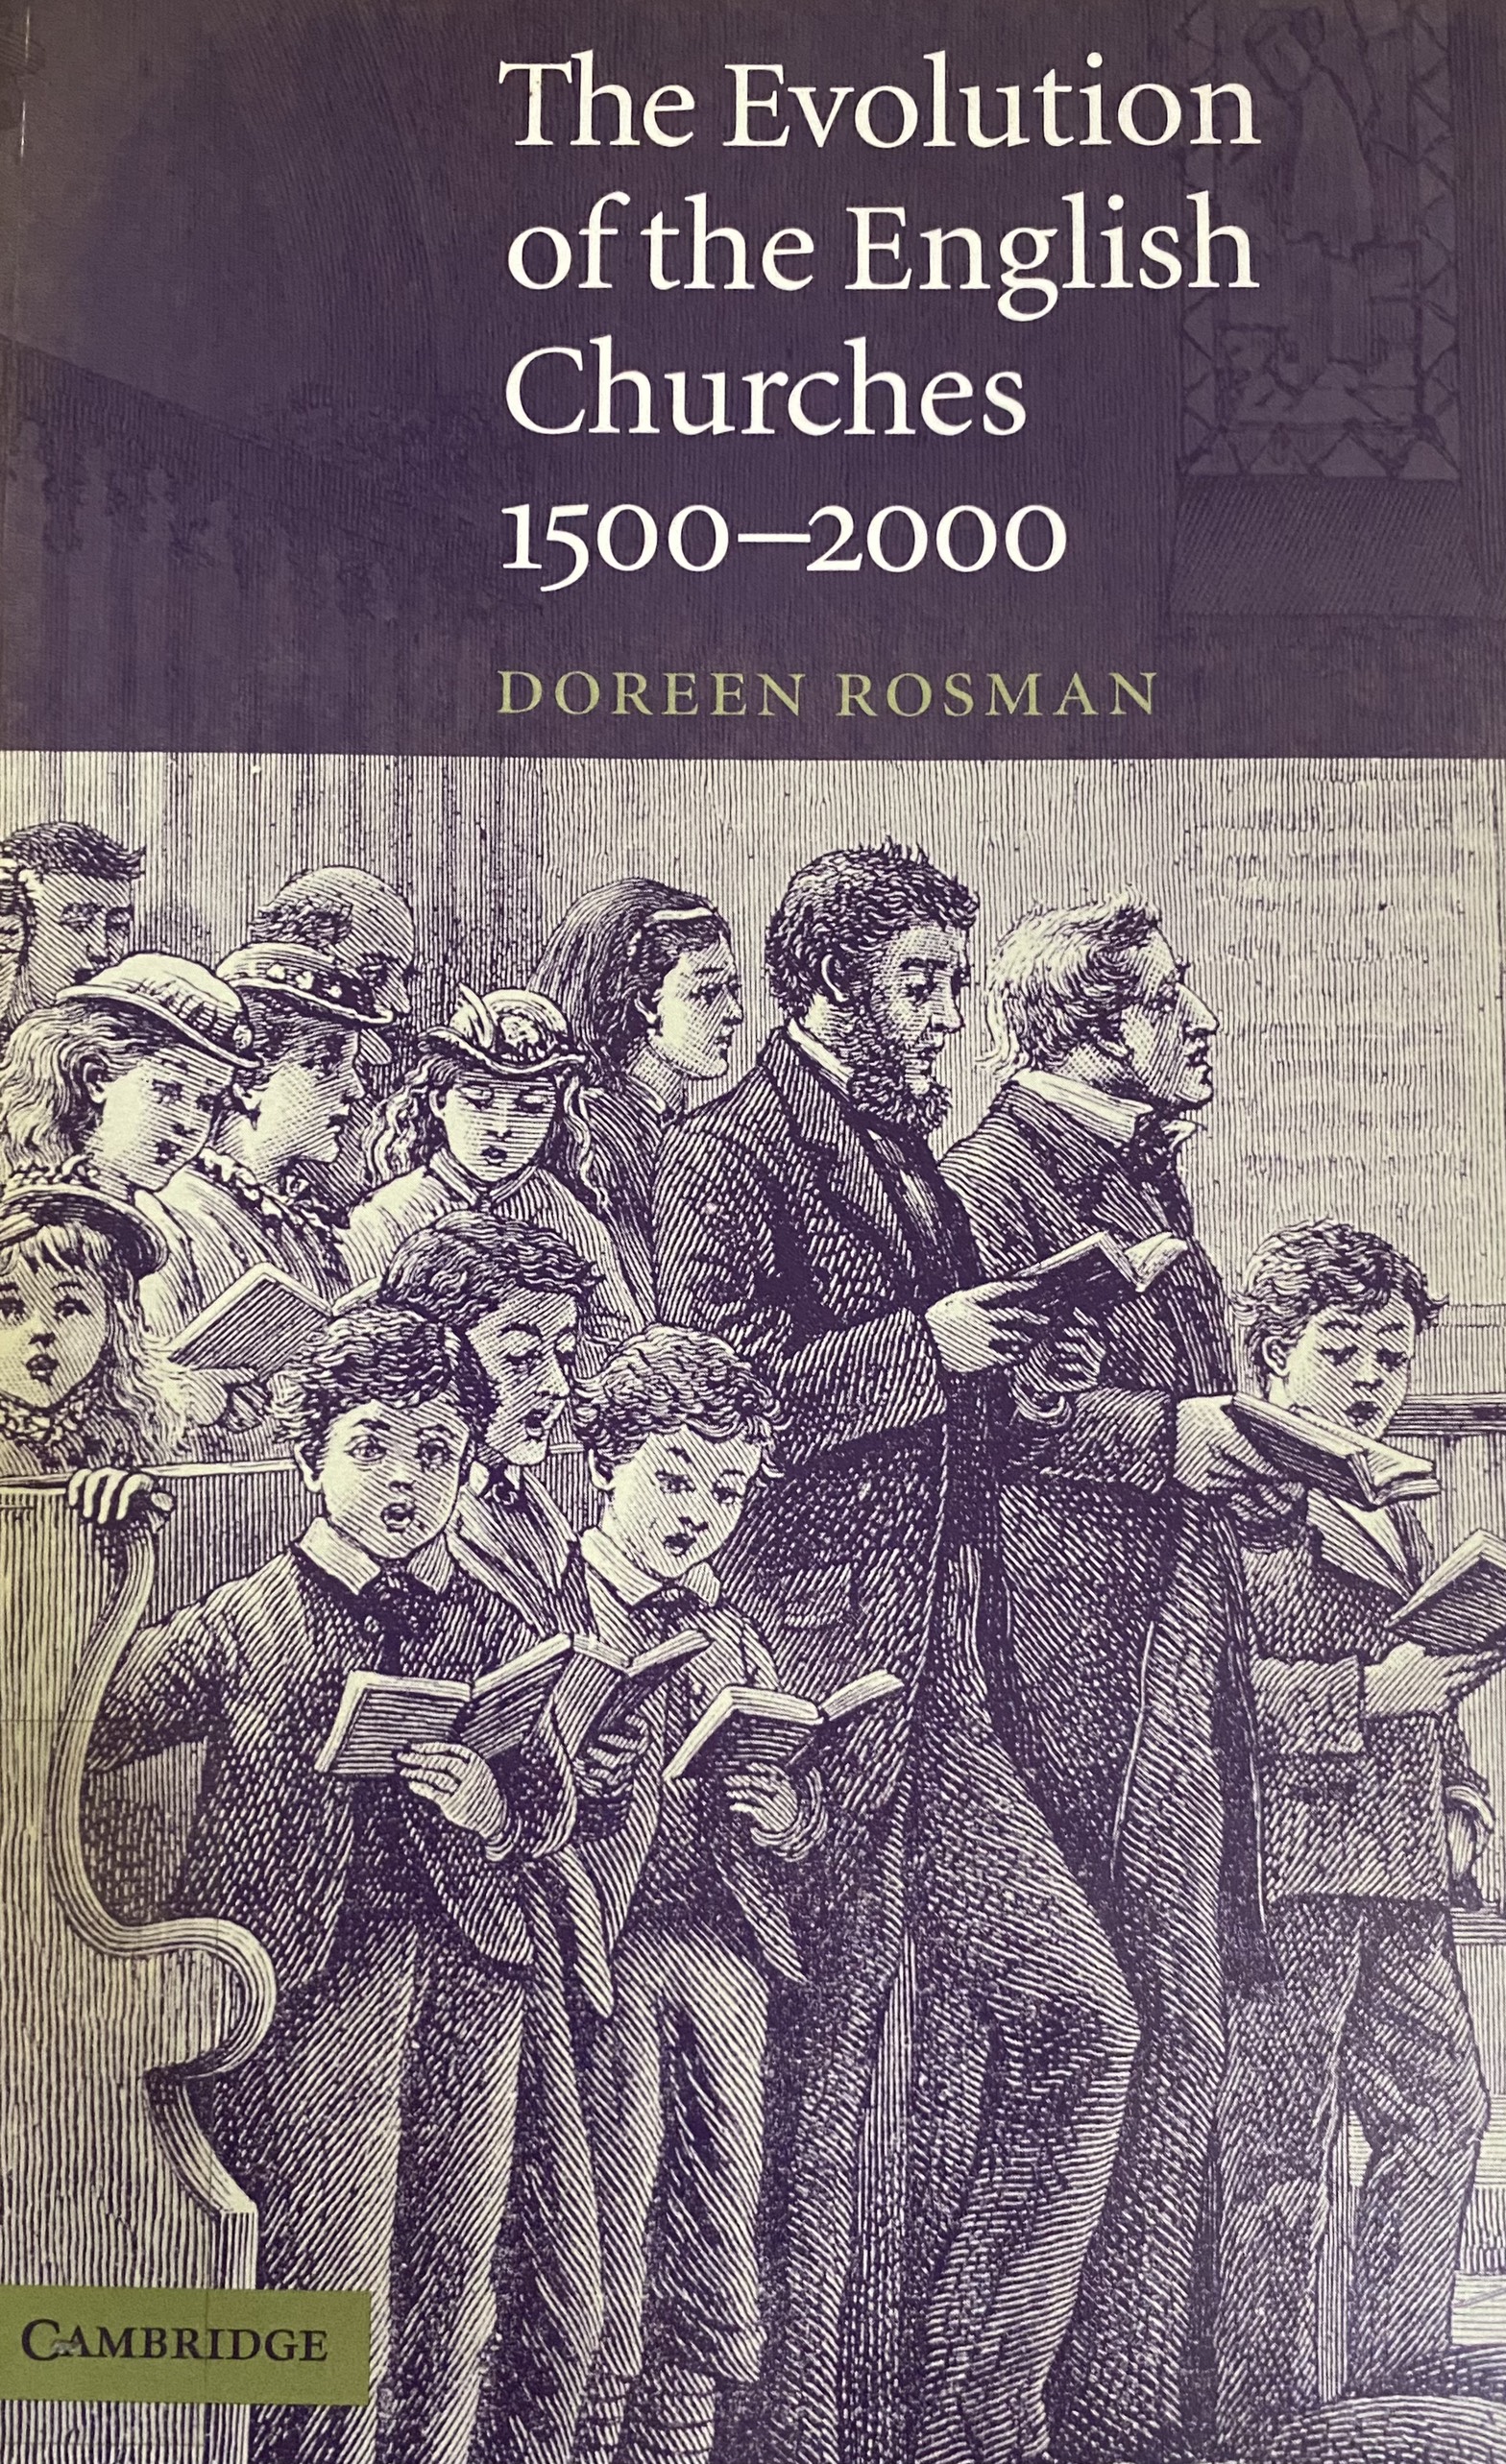 The Evolution
of the English
Churches
1500–2000
DOREEN ROSMAN
CAMBRIDGE